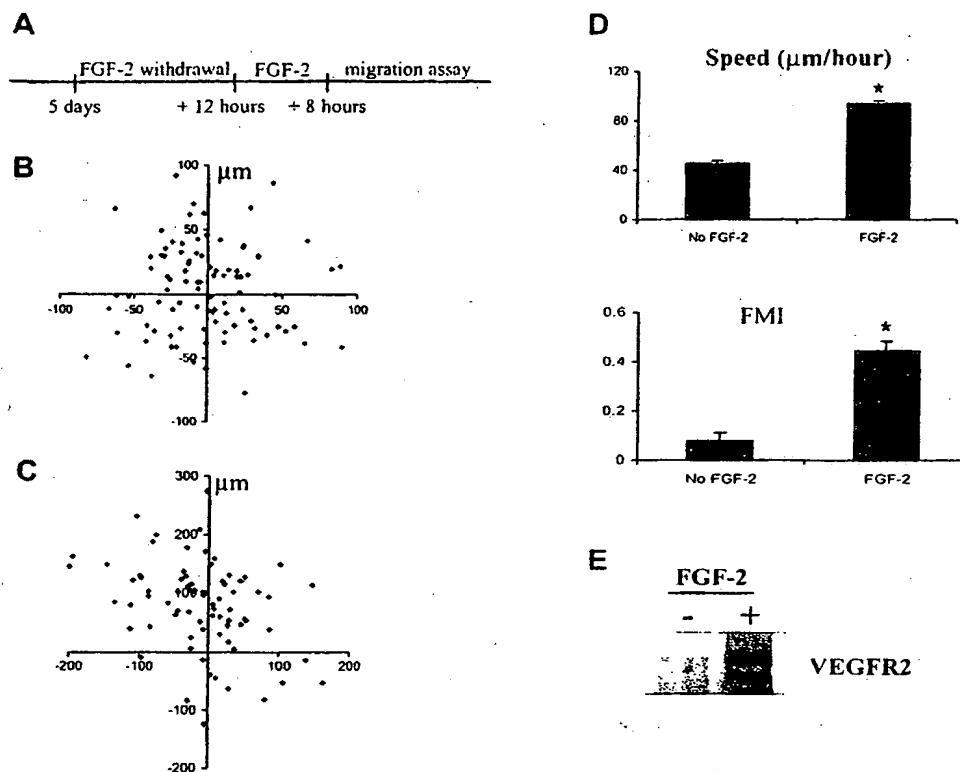 A
FGF-2 withdrawal FGF-2 migration assay
5 days + 12 hours + 8 hours
B
μm
100
50
-100 -50 0 50 100
-50
-100
C
μm
300
200
100
-200 -100 0 100 200
-100
-200
D
Speed (μm/hour)
120
*
80
40
0
No FGF-2 FGF-2
FMI
0.6
*
0.4
0.2
0
No FGF-2 FGF-2
E
FGF-2
- +
VEGFR2